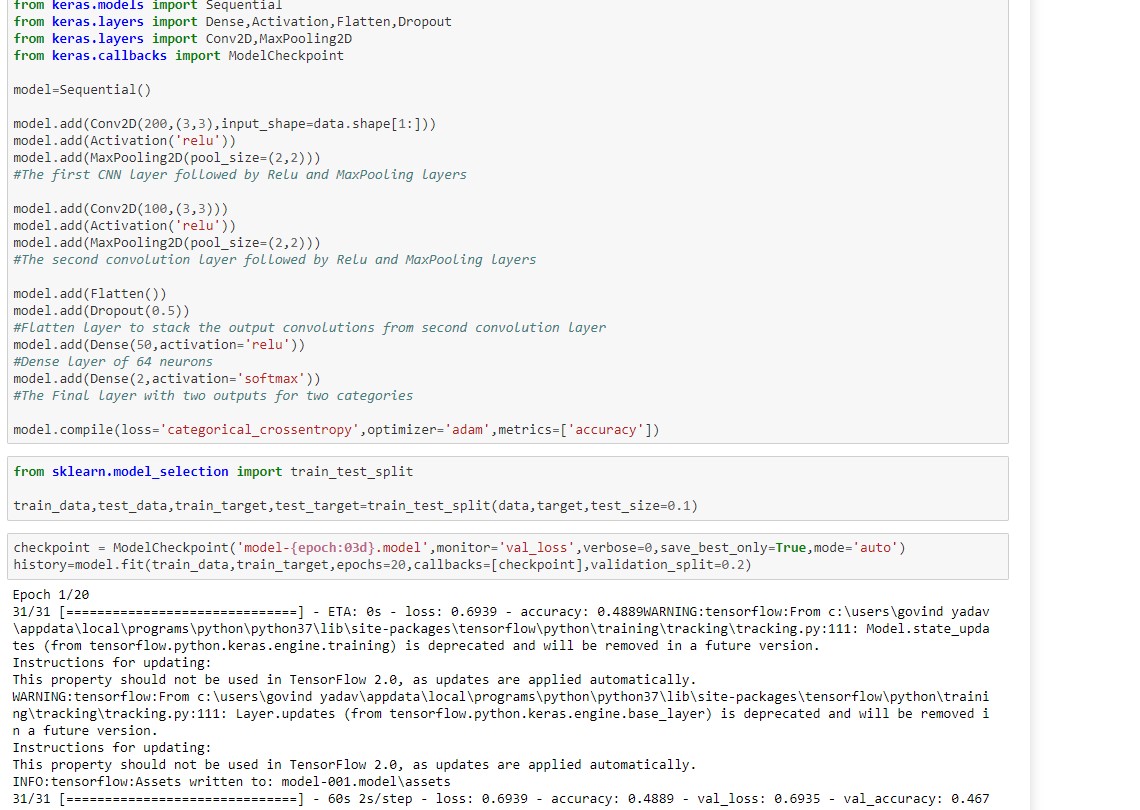 from keras.models import Sequential
from keras.layers import Dense,Activation,Flatten,Dropout
from keras.layers import Conv2D,MaxPooling2D
from keras.callbacks import ModelCheckpoint
model=Sequential()
model.add(Conv2D(200,(3,3),input_shape=data.shape[1:]))
model.add(Activation('relu'))
model.add(MaxPooling2D(pool_size=(2,2)))
#The first CNN layer followed by Relu and MaxPooling layers
model.add(Conv2D(100,(3,3)))
model.add(Activation('relu'))
model.add(MaxPooling2D(pool_size=(2,2)))
#The second convolution layer followed by Relu and MaxPooling layers
model.add(Flatten())
model.add(Dropout(0.5))
#Flatten layer to stack the output convolutions from second convolution layer
model.add(Dense(50,activation='relu'))
#Dense layer of 64 neurons
model.add(Dense(2,activation='softmax'))
#The Final layer with two outputs for two categories
model.compile(loss='categorical_crossentropy',optimizer='adam',metrics=['accuracy'])
from sklearn.model_selection import train_test_split
train_data,test_data,train_target,test_target=train_test_split(data,target,test_size=0.1)
checkpoint = ModelCheckpoint('model-{epoch:03d}.model',monitor='val_loss',verbose=0,save_best_only=True,mode='auto')
history=model.fit(train_data,train_target,epochs=20,callbacks=[checkpoint],validation_split=0.2)
Epoch 1/20
31/31 [==============================] - ETA: 0s - loss: 0.6939 - accuracy: 0.4889WARNING:tensorflow:From c:\users\govind yadav
\appdata\local\programs\python\python37\lib\site-packages\tensorflow\python\training\tracking\tracking.py:111: Model.state_upda
tes (from tensorflow.python.keras.engine.training) is deprecated and will be removed in a future version.
Instructions for updating:
This property should not be used in TensorFlow 2.0, as updates are applied automatically.
WARNING:tensorflow:From c:\users\govind yadav\appdata\local\programs\python\python37\lib\site-packages\tensorflow\python\traini
ng\tracking\tracking.py:111: Layer.updates (from tensorflow.python.keras.engine.base_layer) is deprecated and will be removed i
n a future version.
Instructions for updating:
This property should not be used in TensorFlow 2.0, as updates are applied automatically.
INFO:tensorflow:Assets written to: model-001.model\assets
31/31 [==============================] - 60s 2s/step - loss: 0.6939 - accuracy: 0.4889 - val_loss: 0.6935 - val_accuracy: 0.467